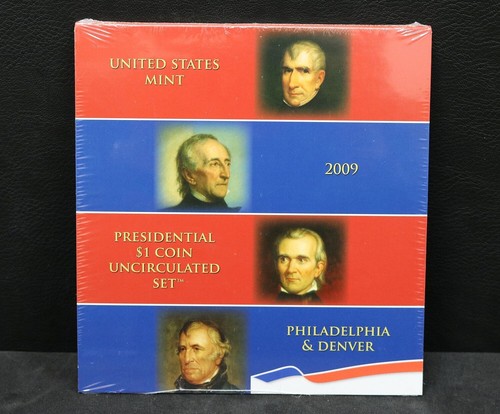 UNITED STATES
MINT
2009
PRESIDENTIAL
$1 COIN
UNCIRCULATED
SET™
PHILADELPHIA
& DENVER